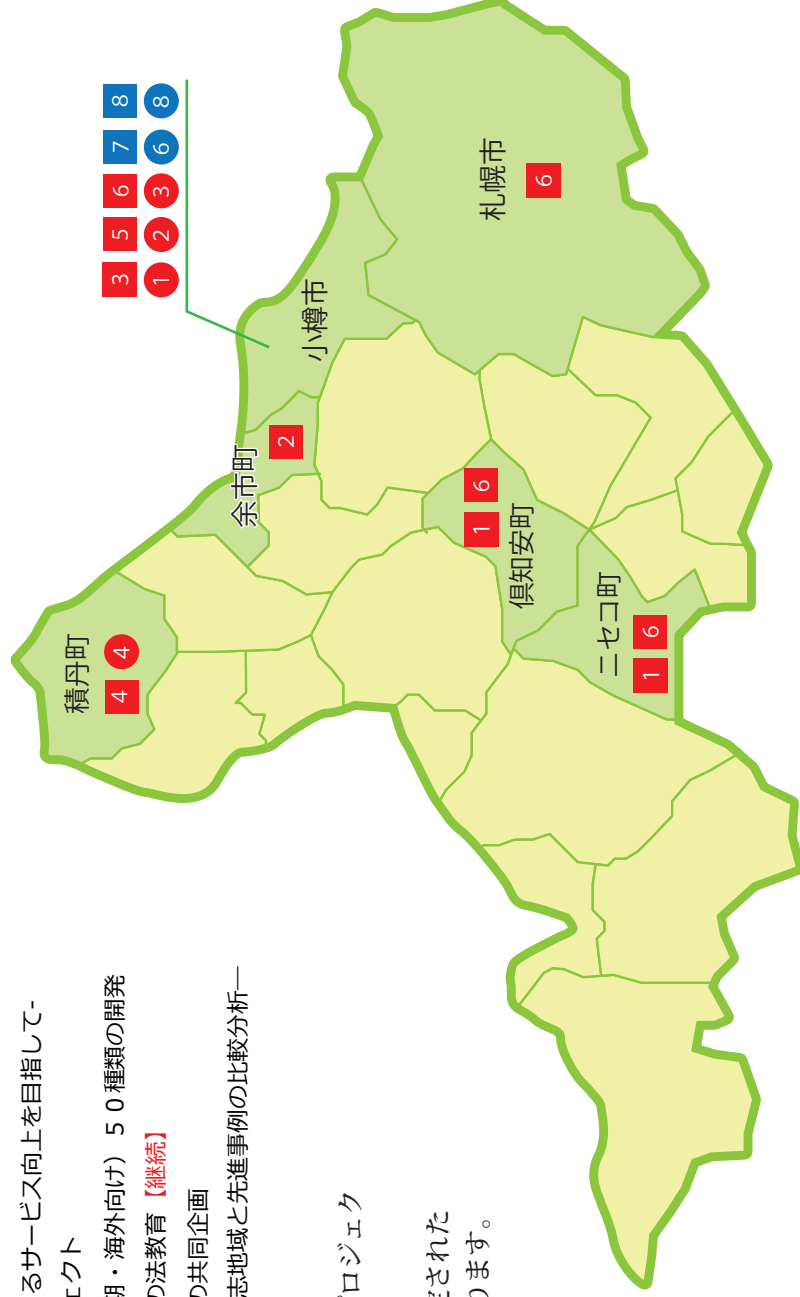 るサービス向上を目指して-
ェクト
期・海外向け）５０種類の開発
の法教育【継続】
の共同企画
志地域と先進事例の比較分析―
プロジェク
された
ります。
積丹町
4 4
3 5 6 7 8
1 2 3 6 8
余市町
2
小樽市
札幌市
6
1 6
倶知安町
ニセコ町
1 6